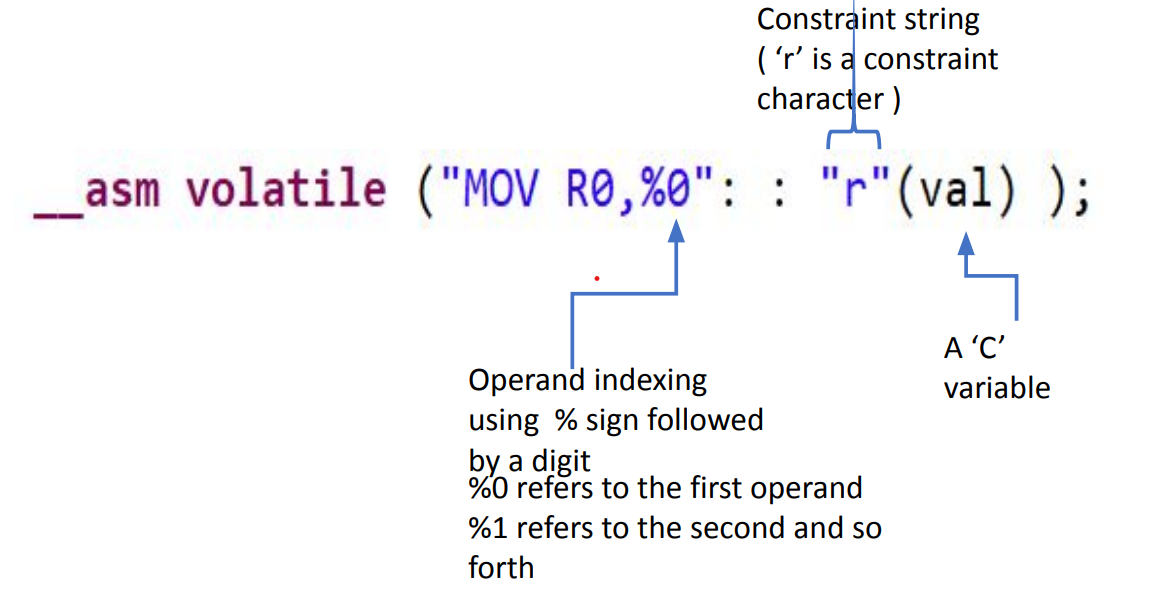 Constraint string
( ‘r’ is a constraint
character )
__asm volatile ("MOV R0,%0": : "r"(val) );
Operand indexing
using % sign followed
by a digit
%0 refers to the first operand
%1 refers to the second and so
forth
A ‘C’
variable